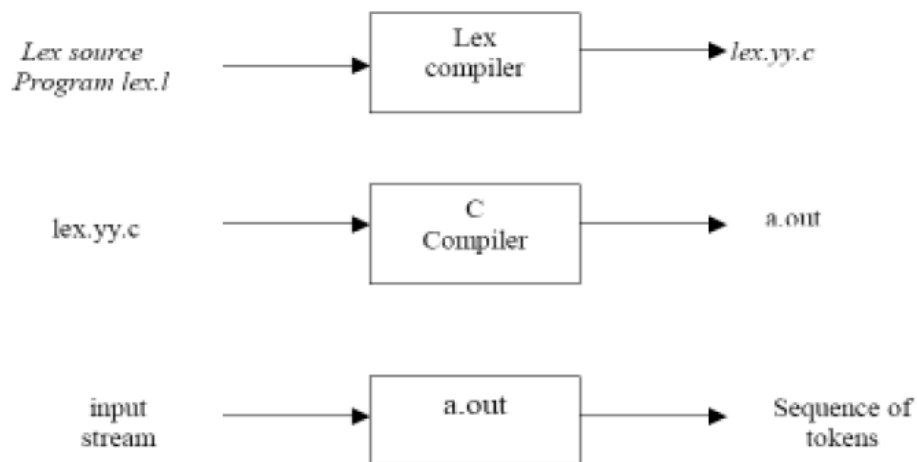 Lex source
Program lex.l
Lex
compiler
lex.yy.c
lex.yy.c
C
Compiler
a.out
input
stream
a.out
Sequence of
tokens